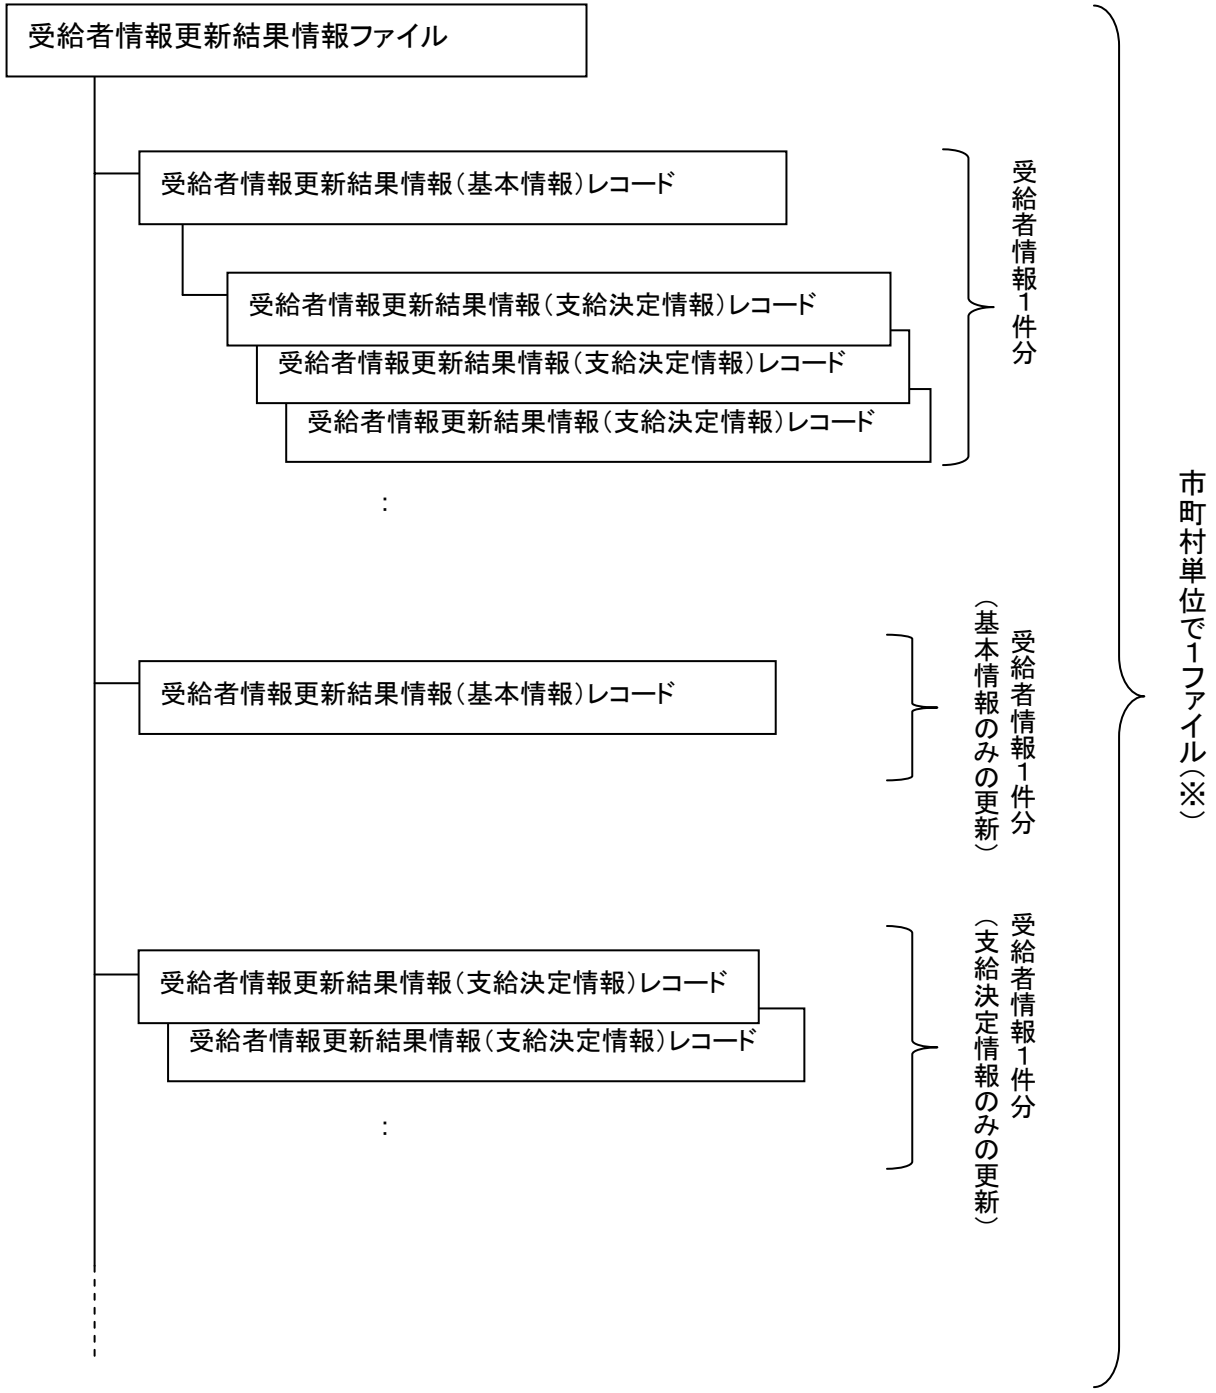 受給者情報更新結果情報ファイル
受給者情報更新結果情報（基本情報）レコード
受給者情報更新結果情報（支給決定情報）レコード
受給者情報更新結果情報（支給決定情報）レコード
受給者情報更新結果情報（支給決定情報）レコード
：
受給者情報１件分
受給者情報更新結果情報（基本情報）レコード
受給者情報１件分
（基本情報のみの更新）
受給者情報更新結果情報（支給決定情報）レコード
受給者情報更新結果情報（支給決定情報）レコード
：
受給者情報１件分
（支給決定情報のみの更新）
市町村単位で１ファイル（※）